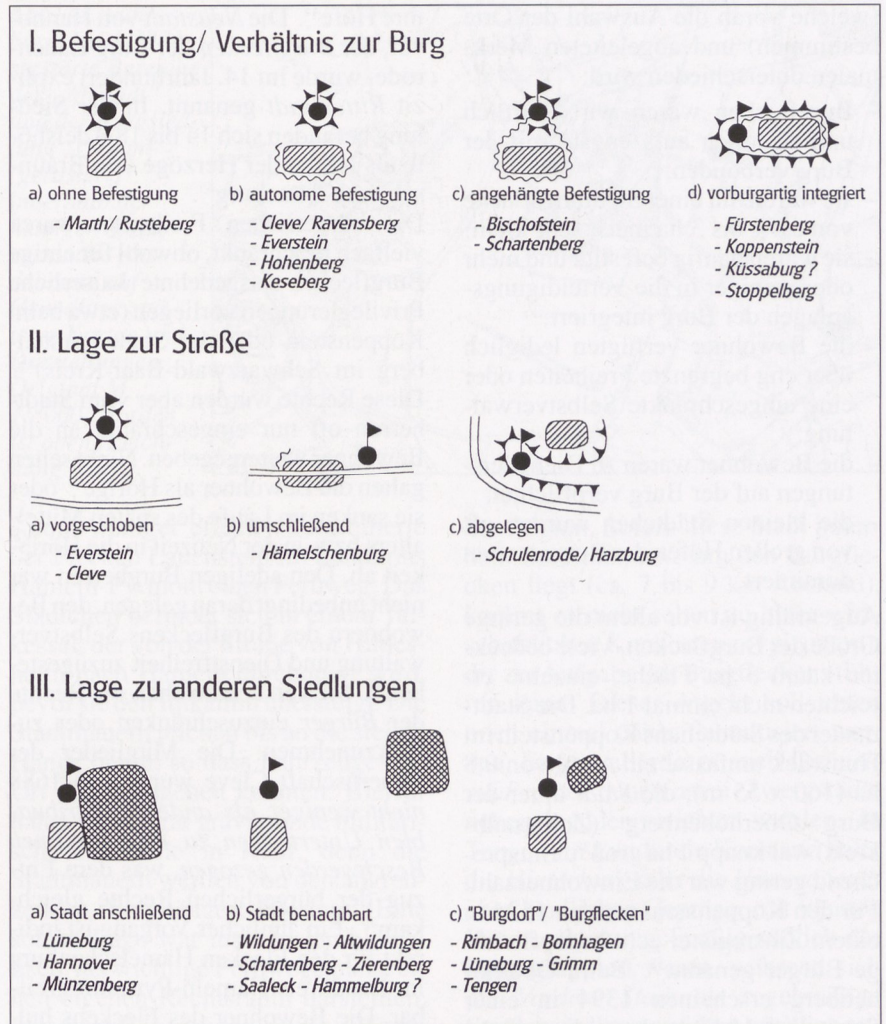 I. Befestigung/ Verhältnis zur Burg
a) ohne Befestigung
- Marth/ Rusteberg
b) autonome Befestigung
- Cleve/ Ravensberg
- Everstein
- Hohenberg
- Keseberg
c) angehängte Befestigung
- Bischofstein
- Schartenberg
d) vorburgartig integriert
- Fürstenberg
- Koppenstein
- Küssaburg ?
- Stoppelberg
II. Lage zur Straße
a) vorgeschoben
- Everstein
- Cleve
b) umschließend
- Hämelschenburg
c) abgelegen
- Schulenrode/ Harzburg
III. Lage zu anderen Siedlungen
a) Stadt anschließend
- Lüneburg
- Hannover
- Münzenberg
b) Stadt benachbart
- Wildungen - Altwildungen
- Schartenberg - Zierenberg
- Saaleck - Hammelburg ?
c) "Burgdorf"/ "Burgflecken"
- Rimbach - Bornhagen
- Lüneburg - Grimm
- Tengen